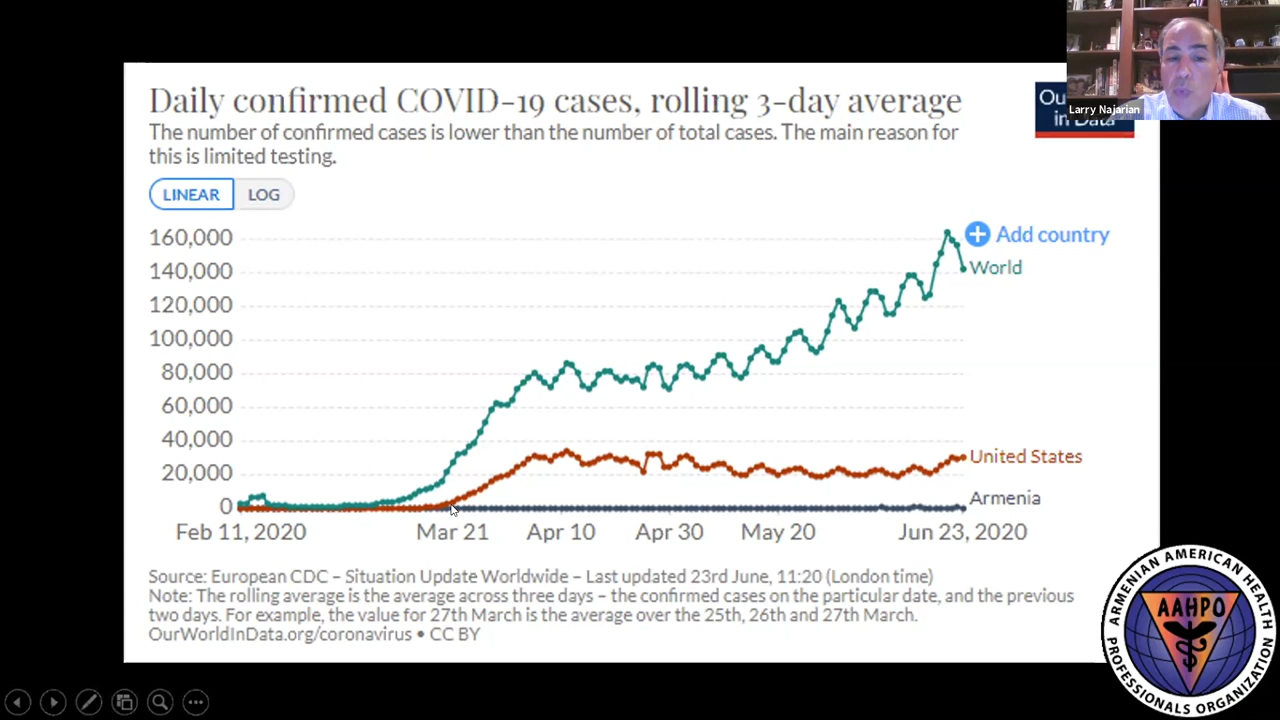 Daily confirmed COVID-19 cases, rolling 3-day average
The number of confirmed cases is lower than the number of total cases. The main reason for
this is limited testing.
Ou
in Data
Larry Najarian
LINEAR LOG
160,000
140,000
120,000
100,000
80,000
60,000
40,000
20,000
0
Add country
World
United States
Armenia
Feb 11, 2020 Mar 21 Apr 10 Apr 30 May 20 Jun 23, 2020
Source: European CDC – Situation Update Worldwide – Last updated 23rd June, 11:20 (London time)
Note: The rolling average is the average across three days – the confirmed cases on the particular date, and the previous
two days. For example, the value for 27th March is the average over the 25th, 26th and 27th March.
OurWorldInData.org/coronavirus • CC BY
ARMENIAN AMERICAN HEALTH
AAHPO
PROFESSIONALS ORGANIZATION